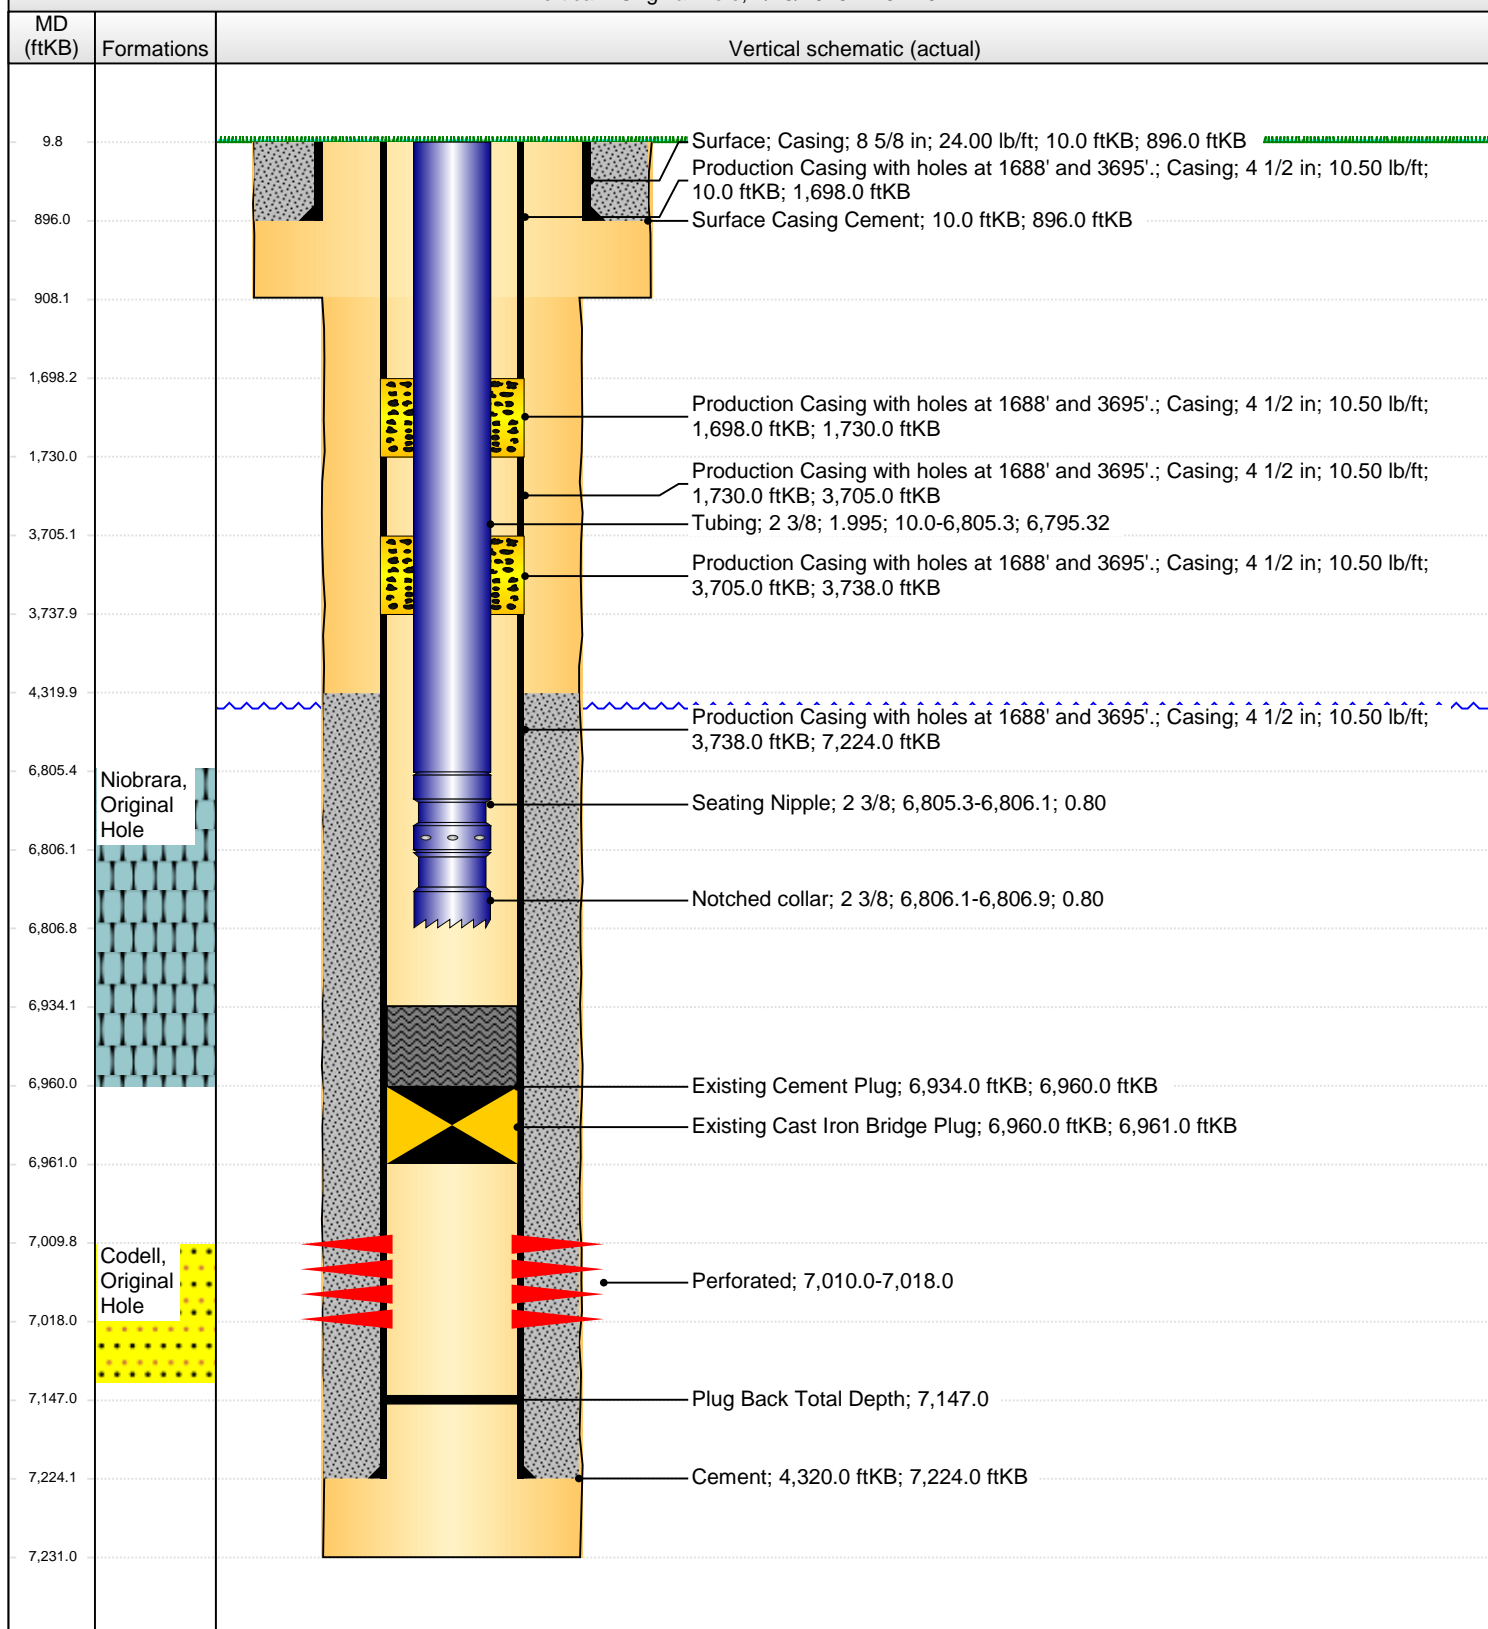 MD
(ftKB)
Formations
Vertical schematic (actual)
9.8
Surface; Casing; 8 5/8 in; 24.00 lb/ft; 10.0 ftKB; 896.0 ftKB
Production Casing with holes at 1688' and 3695'.; Casing; 4 1/2 in; 10.50 lb/ft;
10.0 ftKB; 1,698.0 ftKB
896.0
Surface Casing Cement; 10.0 ftKB; 896.0 ftKB
908.1
1,698.2
Production Casing with holes at 1688' and 3695'.; Casing; 4 1/2 in; 10.50 lb/ft;
1,698.0 ftKB; 1,730.0 ftKB
1,730.0
Production Casing with holes at 1688' and 3695'.; Casing; 4 1/2 in; 10.50 lb/ft;
1,730.0 ftKB; 3,705.0 ftKB
Tubing; 2 3/8; 1.995; 10.0-6,805.3; 6,795.32
3,705.1
Production Casing with holes at 1688' and 3695'.; Casing; 4 1/2 in; 10.50 lb/ft;
3,705.0 ftKB; 3,738.0 ftKB
3,737.9
4,319.9
Production Casing with holes at 1688' and 3695'.; Casing; 4 1/2 in; 10.50 lb/ft;
3,738.0 ftKB; 7,224.0 ftKB
6,805.4
Niobrara,
Original
Hole
Seating Nipple; 2 3/8; 6,805.3-6,806.1; 0.80
6,806.1
Notched collar; 2 3/8; 6,806.1-6,806.9; 0.80
6,806.8
6,934.1
6,960.0
Existing Cement Plug; 6,934.0 ftKB; 6,960.0 ftKB
Existing Cast Iron Bridge Plug; 6,960.0 ftKB; 6,961.0 ftKB
6,961.0
7,009.8
Codell,
Original
Hole
Perforated; 7,010.0-7,018.0
7,018.0
7,147.0
Plug Back Total Depth; 7,147.0
7,224.1
Cement; 4,320.0 ftKB; 7,224.0 ftKB
7,231.0